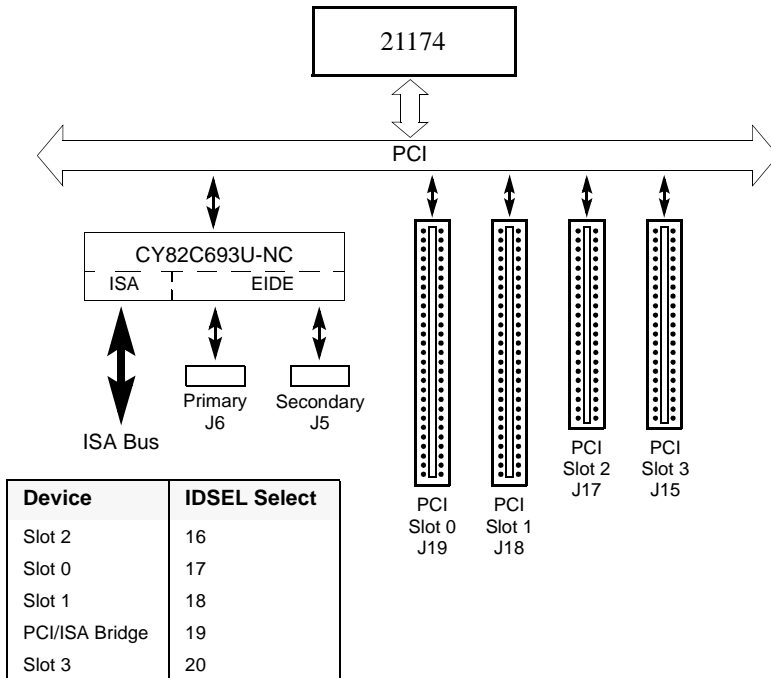 21174
PCI
CY82C693U-NC
ISA
EIDE
Primary
J6
Secondary
J5
ISA Bus
PCI
Slot 0
J19
PCI
Slot 1
J18
PCI
Slot 2
J17
PCI
Slot 3
J15
Device IDSEL Select
Slot 2 16
Slot 0 17
Slot 1 18
PCI/ISA Bridge 19
Slot 3 20